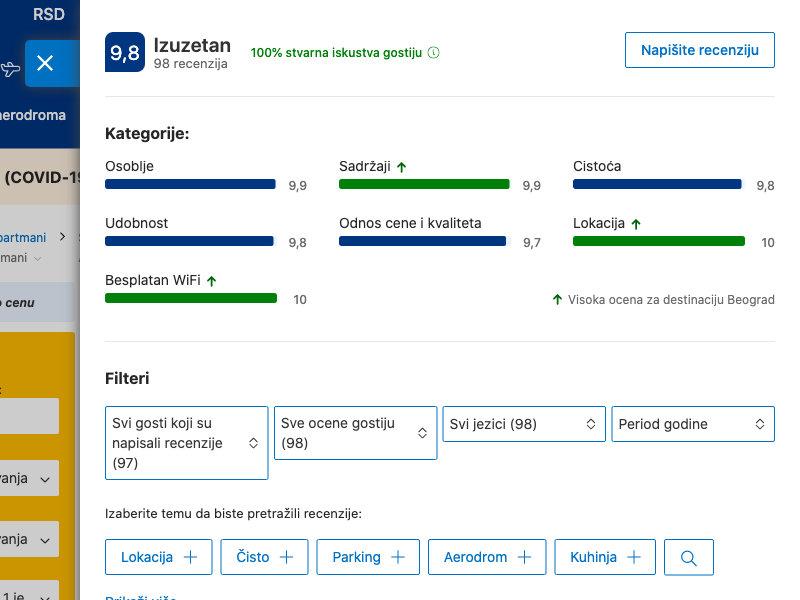 RSD
aerodroma
(COVID-19
partmani
mani
o cenu
vanja
vanja
1 je
9,8
Izuzetan
98 recenzija
100% stvarna iskustva gostiju
Napišite recenziju
Kategorije:
Osoblje
9,9
Sadržaji
9,9
Cistoća
9,8
Udobnost
9,8
Odnos cene i kvaliteta
9,7
Lokacija
10
Besplatan WiFi
10
Visoka ocena za destinaciju Beograd
Filteri
Svi gosti koji su
napisali recenzije
(97)
Sve ocene gostiju
(98)
Svi jezici (98)
Period godine
Izaberite temu da biste pretražili recenzije:
Lokacija
Čisto
Parking
Aerodrom
Kuhinja
Prikaži više